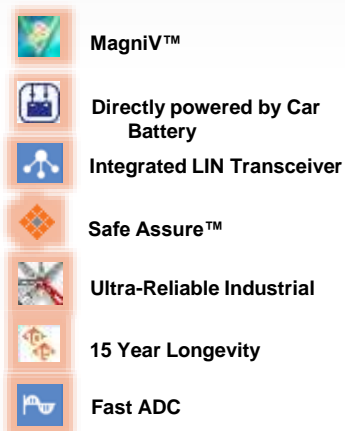 MagniV™
Directly powered by Car
Battery
Integrated LIN Transceiver
Safe Assure™
Ultra-Reliable Industrial
15 Year Longevity
Fast ADC